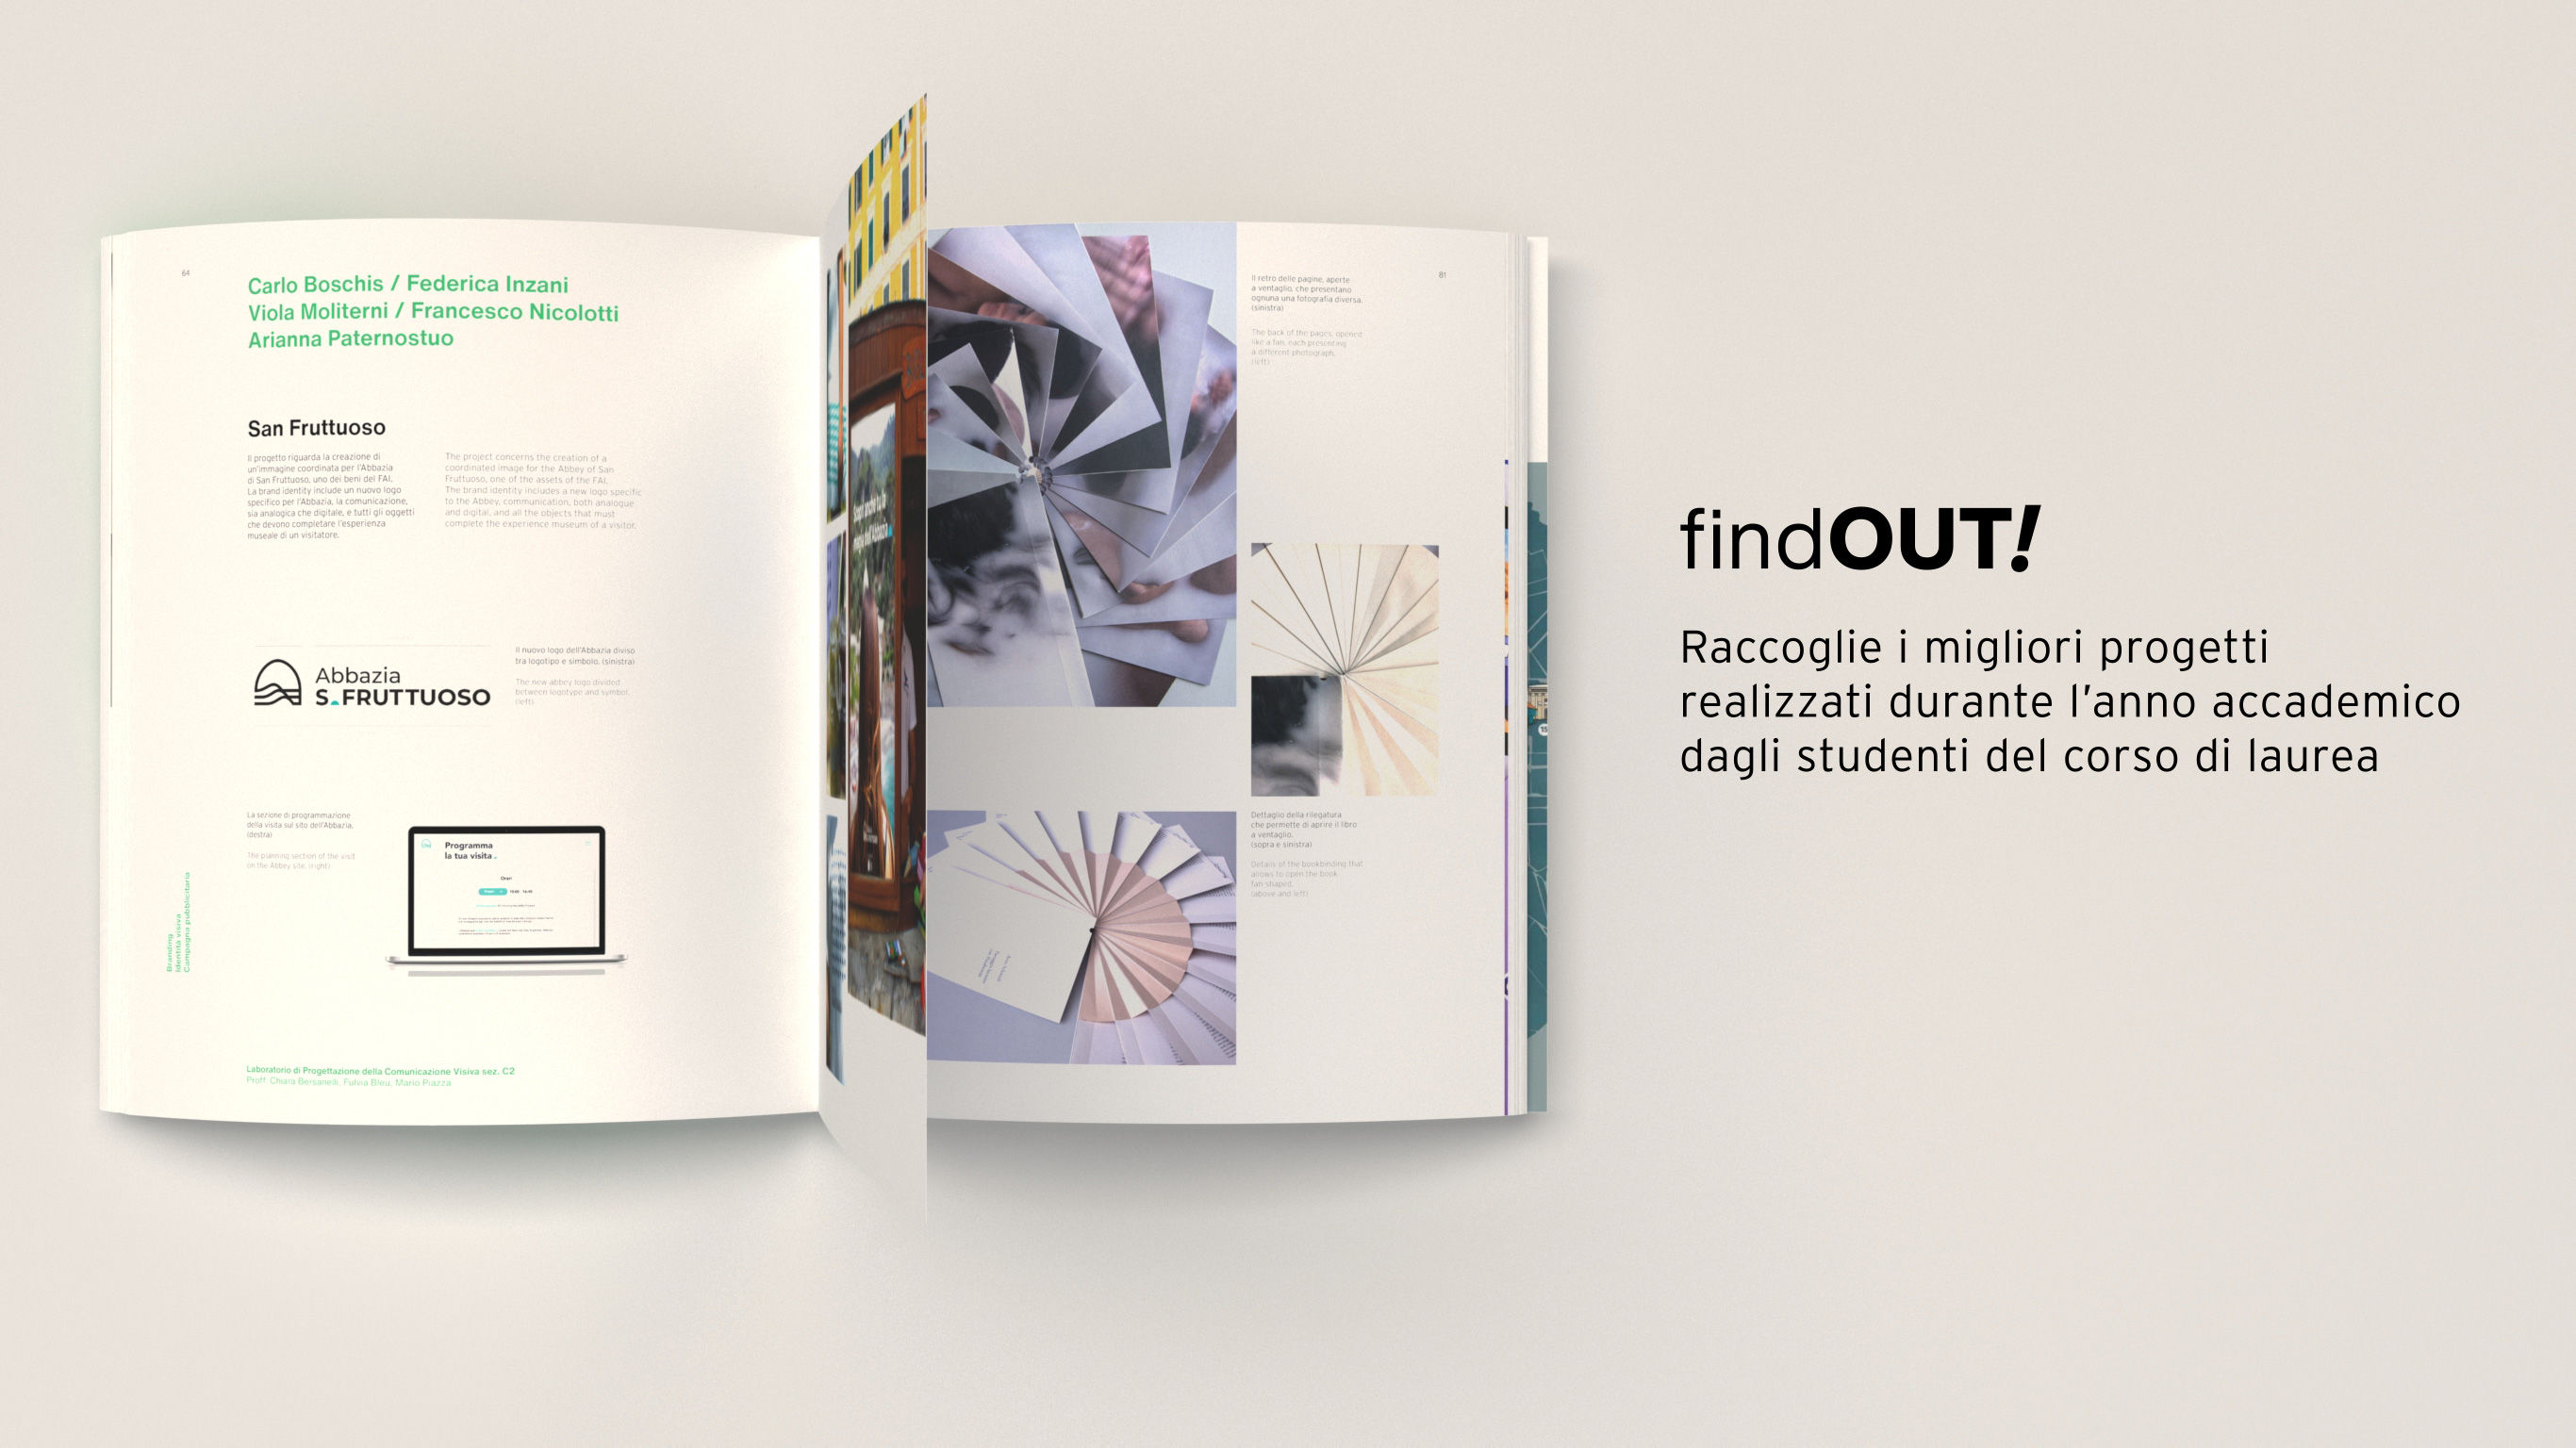 64
Carlo Boschis / Federica Inzani
Viola Moliterni / Francesco Nicolotti
Arianna Paternostuo
San Fruttuoso
Il progetto riguarda la creazione di
un'immagine coordinata per l'Abbazia
di San Fruttuoso, uno dei beni del FAI.
La brand identity include un nuovo logo
specifico per l'Abbazia, la comunicazione,
sia analogica che digitale, e tutti gli oggetti
che devono completare l'esperienza
museale di un visitatore.
The project concerns the creation of a
coordinated image for the Abbey of San
Fruttuoso, one of the assets of the FAI.
The brand identity includes a new logo specific
to the Abbey, communication, both analogue
and digital, and all the objects that must
complete the experience museum of a visitor.
Abbazia
S.FRUTTUOSO
Il nuovo logo dell'Abbazia diviso
tra logotipo e simbolo. (sinistra)
The new abbey logo divided
between logotype and symbol.
(left)
La sezione di programmazione
della visita sul sito dell'Abbazia.
(destra)
The planning section of the visit
on the Abbey site. (right)
Programma
la tua visita.
Orari
Branding
Identità visiva
Campagna pubblicitaria
Laboratorio di Progettazione della Comunicazione Visiva sez. C2
Proff. Chiara Bersanelli, Fulvia Bleu, Mario Piazza
Scopri anche tu la
magia dell'Abbazia
81
Il retro delle pagine, aperte
a ventaglio, che presentano
ognuna una fotografia diversa.
(sinistra)
The back of the pages, opened
like a fan, each presenting
a different photograph.
(left)
Dettaglio della rilegatura
che permette di aprire il libro
a ventaglio.
(sopra e sinistra)
Details of the bookbinding that
allows to open the book
fan shaped.
(above and left)
findOUT!
Raccoglie i migliori progetti
realizzati durante l'anno accademico
dagli studenti del corso di laurea